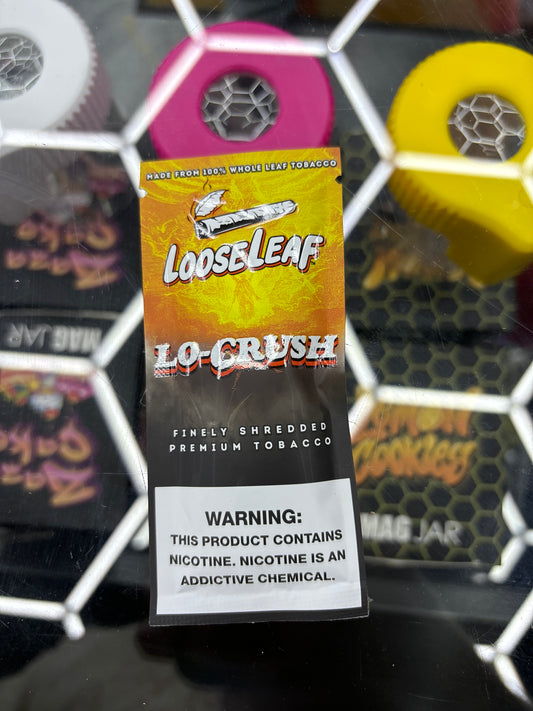 MADE FROM 100% WHOLE LEAF TOBACCO
LOOSELEAF
LO-CRUSH
FINELY SHREDDED
PREMIUM TOBACCO
WARNING:
THIS PRODUCT CONTAINS
NICOTINE. NICOTINE IS AN
ADDICTIVE CHEMICAL.
MAG JAR
LEMON
COOKIES
MAG JAR